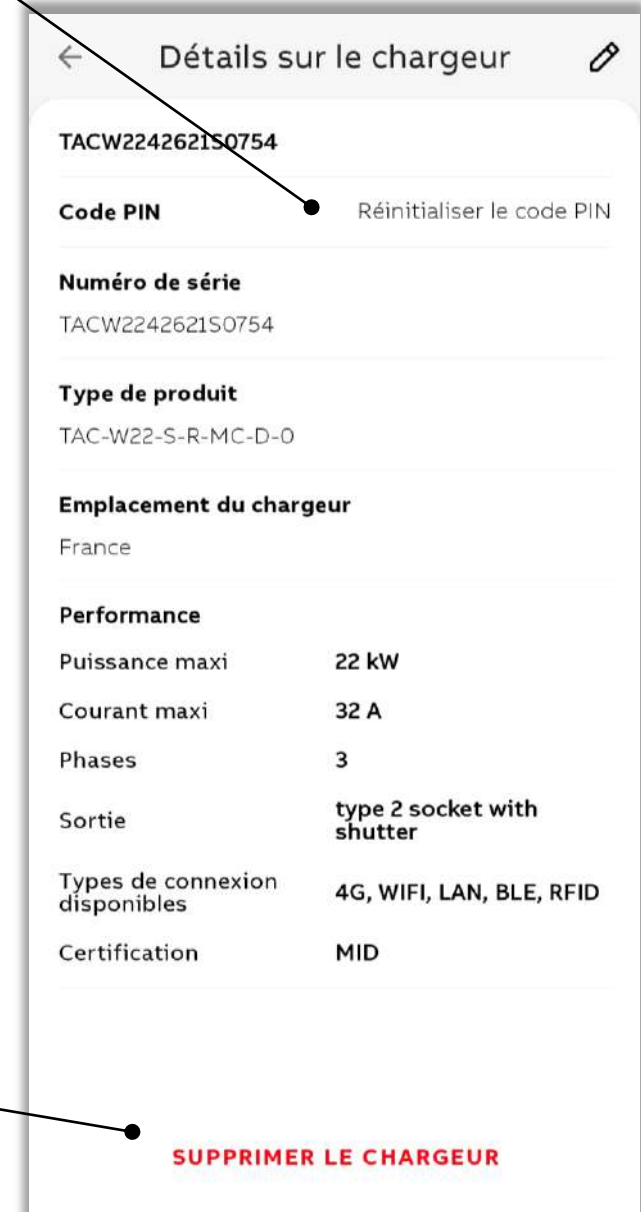 Détails sur le chargeur
TACW2242621S0754
Code PIN Réinitialiser le code PIN
Numéro de série
TACW2242621S0754
Type de produit
TAC-W22-S-R-MC-D-0
Emplacement du chargeur
France
Performance
Puissance maxi 22 kW
Courant maxi 32 A
Phases 3
Sortie type 2 socket with
shutter
Types de connexion
disponibles 4G, WIFI, LAN, BLE, RFID
Certification MID
SUPPRIMER LE CHARGEUR